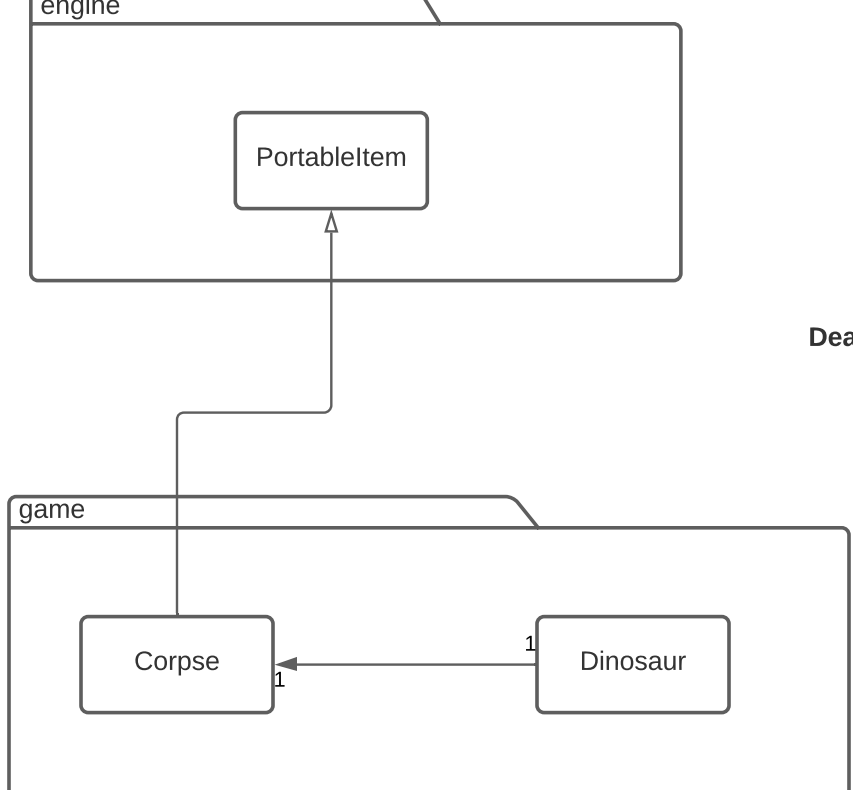 engine
PortableItem
Dea
game
Corpse
1
1
Dinosaur